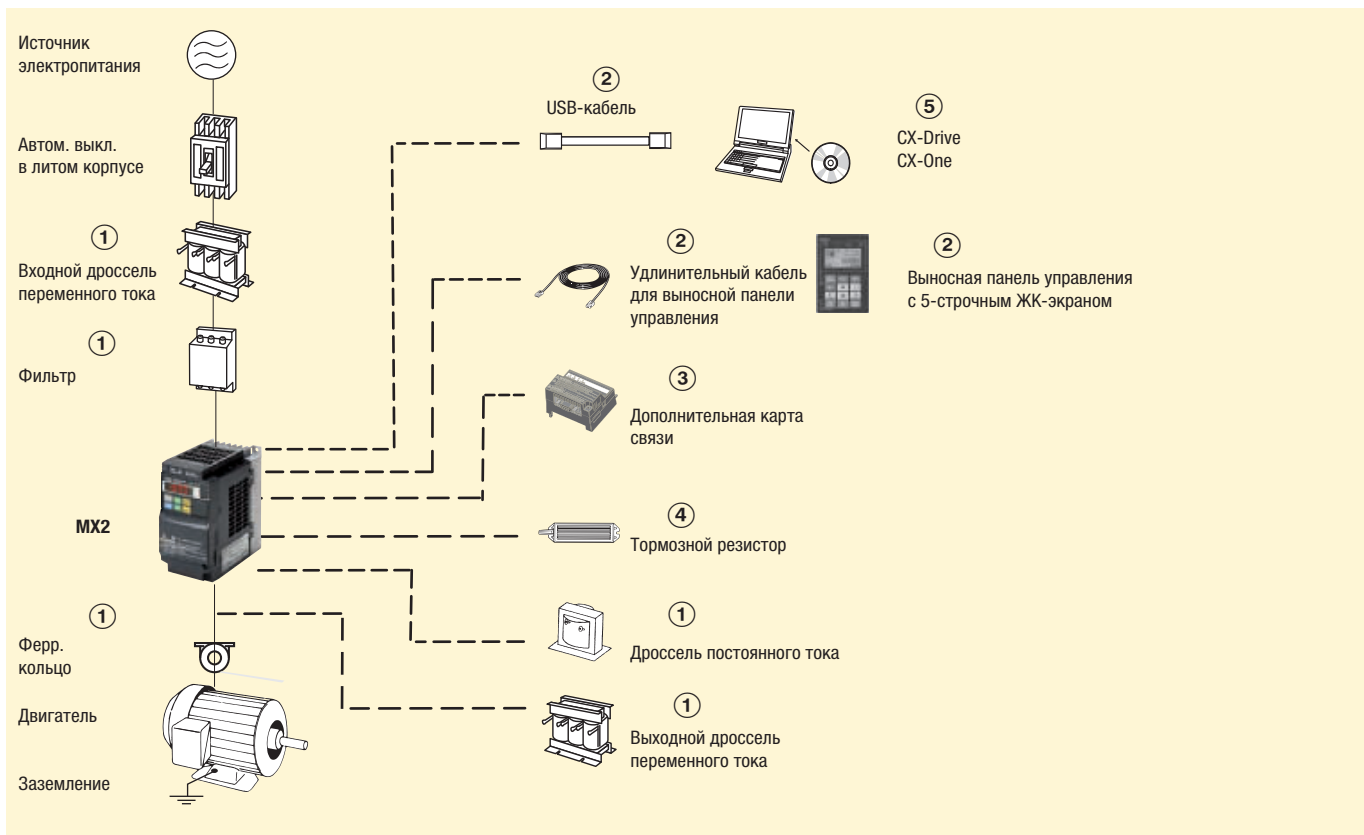 Источник
электропитания
Автом. выкл.
в литом корпусе
1
Входной дроссель
переменного тока
1
Фильтр
MX2
1
Ферр.
кольцо
Двигатель
Заземление
2
USB-кабель
5
CX-Drive
CX-One
2
Удлинительный кабель
для выносной панели
управления
2
Выносная панель управления
с 5-строчным ЖК-экраном
3
Дополнительная карта
связи
4
Тормозной резистор
1
Дроссель постоянного тока
1
Выходной дроссель
переменного тока